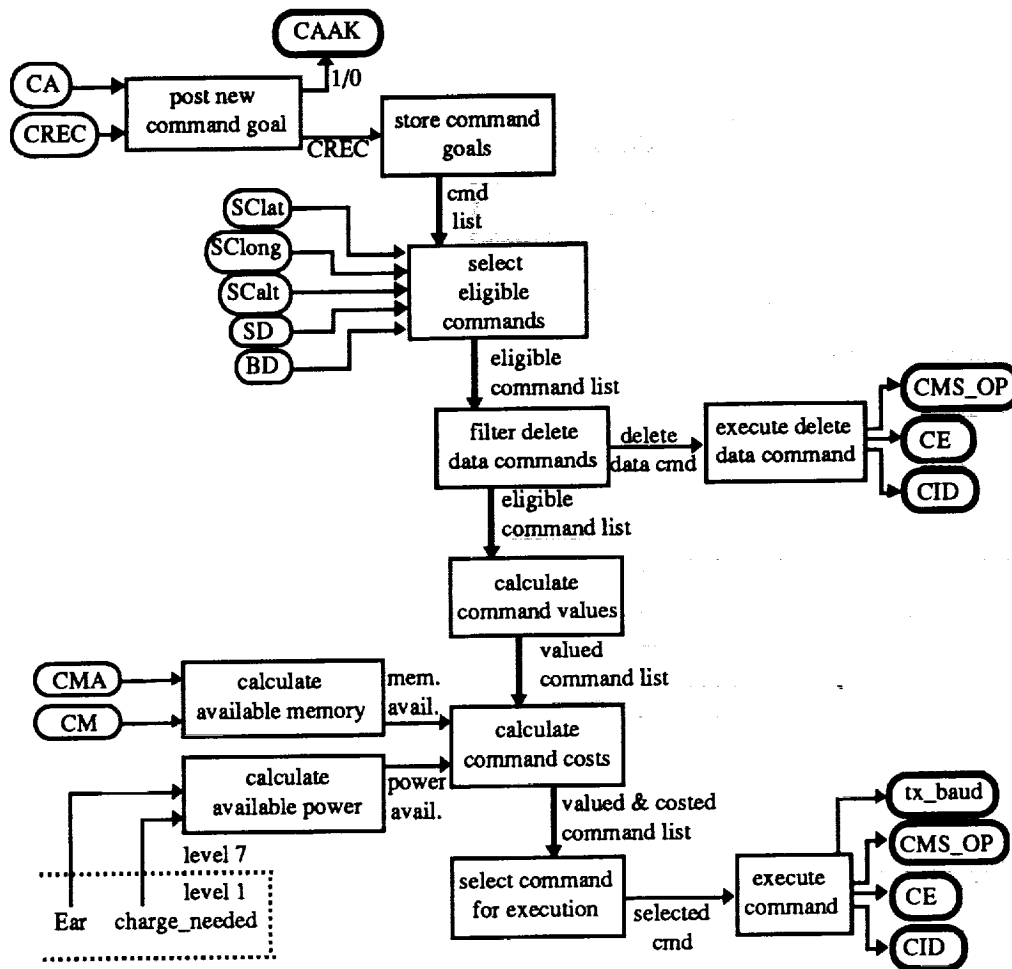 CAAK
1/0
CA
CREC
post new
command goal
CREC
store command
goals
cmd
list
SClat
SClong
SCalt
SD
BD
select
eligible
commands
eligible
command list
filter delete
data commands
delete
data cmd
execute delete
data command
CMS_OP
CE
CID
eligible
command list
calculate
command values
valued
command list
CMA
CM
calculate
available memory
mem.
avail.
calculate
command costs
calculate
available power
power
avail.
valued & costed
command list
level 7
level 1
Ear
charge_needed
select command
for execution
selected
cmd
execute
command
tx_baud
CMS_OP
CE
CID